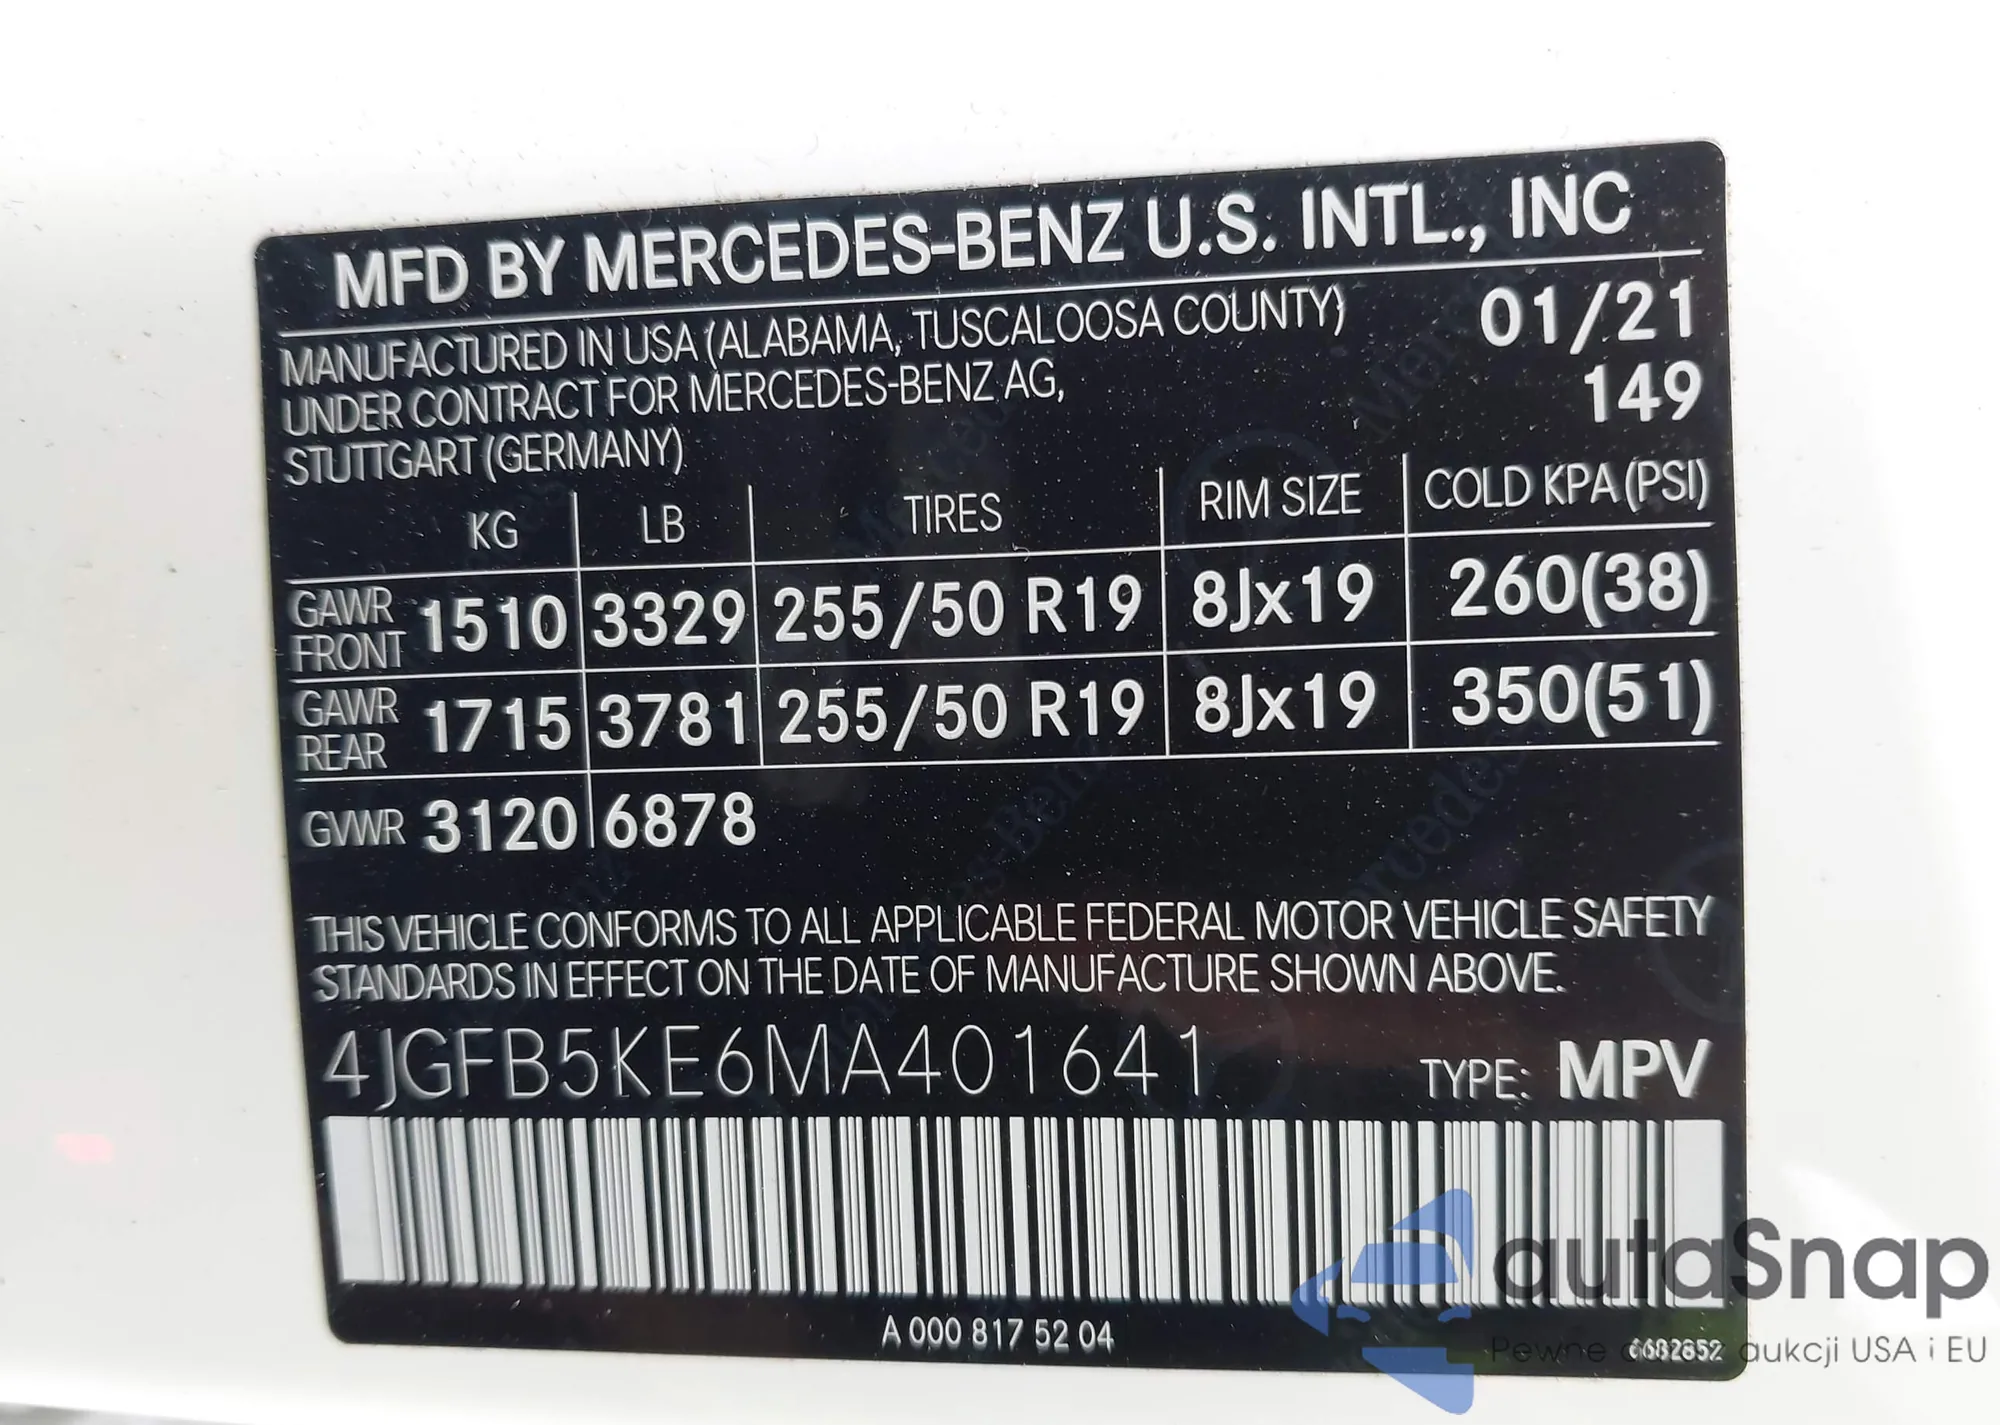 MFD BY MERCEDES-BENZ U.S. INTL., INC
MANUFACTURED IN USA (ALABAMA, TUSCALOOSA COUNTY) 01/21
UNDER CONTRACT FOR MERCEDES-BENZ AG, 149
STUTTGART (GERMANY)
KG LB TIRES RIM SIZE COLD KPA (PSI)
GAWR FRONT 1510 3329 255/50 R19 8Jx19 260(38)
GAWR REAR 1715 3781 255/50 R19 8Jx19 350(51)
GVWR 3120 6878
THIS VEHICLE CONFORMS TO ALL APPLICABLE FEDERAL MOTOR VEHICLE SAFETY
STANDARDS IN EFFECT ON THE DATE OF MANUFACTURE SHOWN ABOVE.
4JGFB5KE6MA401641 TYPE: MPV
autoSnap
A 000 817 52 04
Pewne aukcji USA i EU